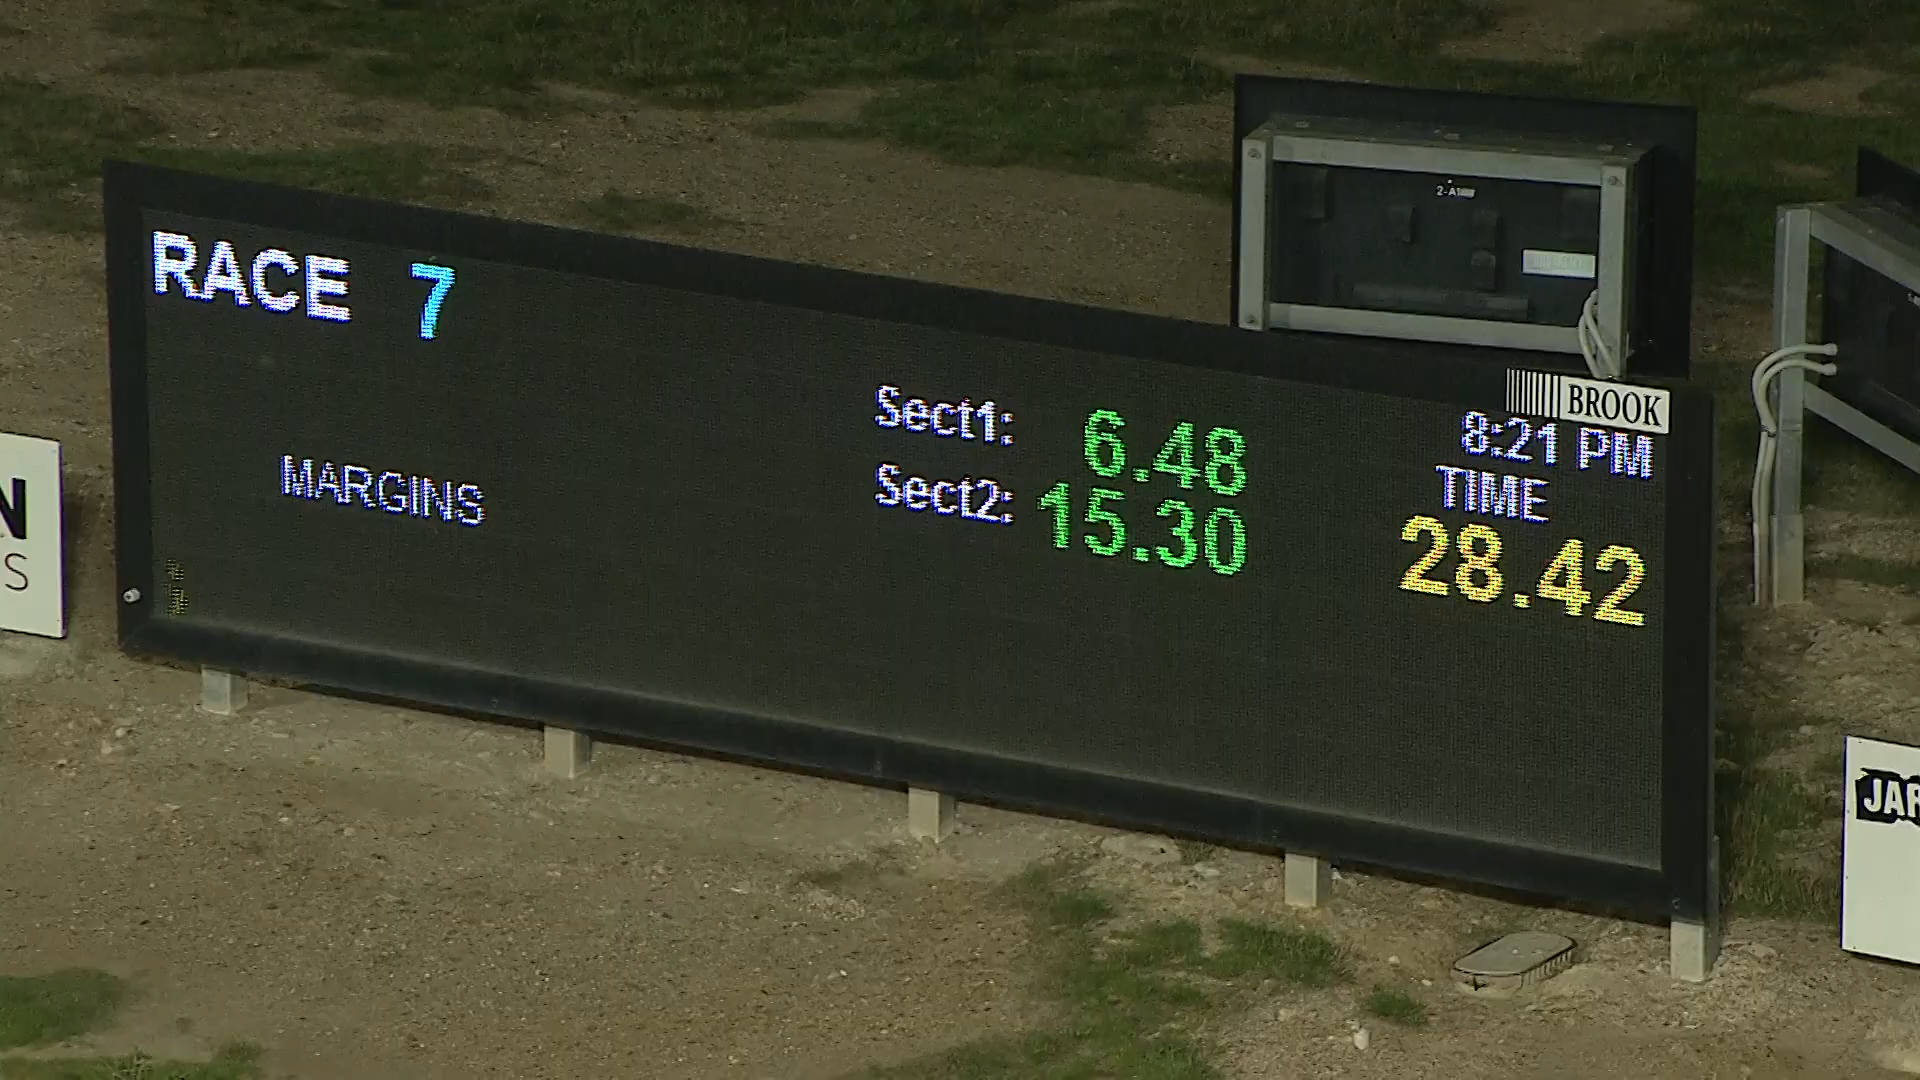 RACE 7
BROOK
8:21 PM
Sect1: 6.48
MARGINS
Sect2: 15.30
TIME
28.42
N
S
JAR